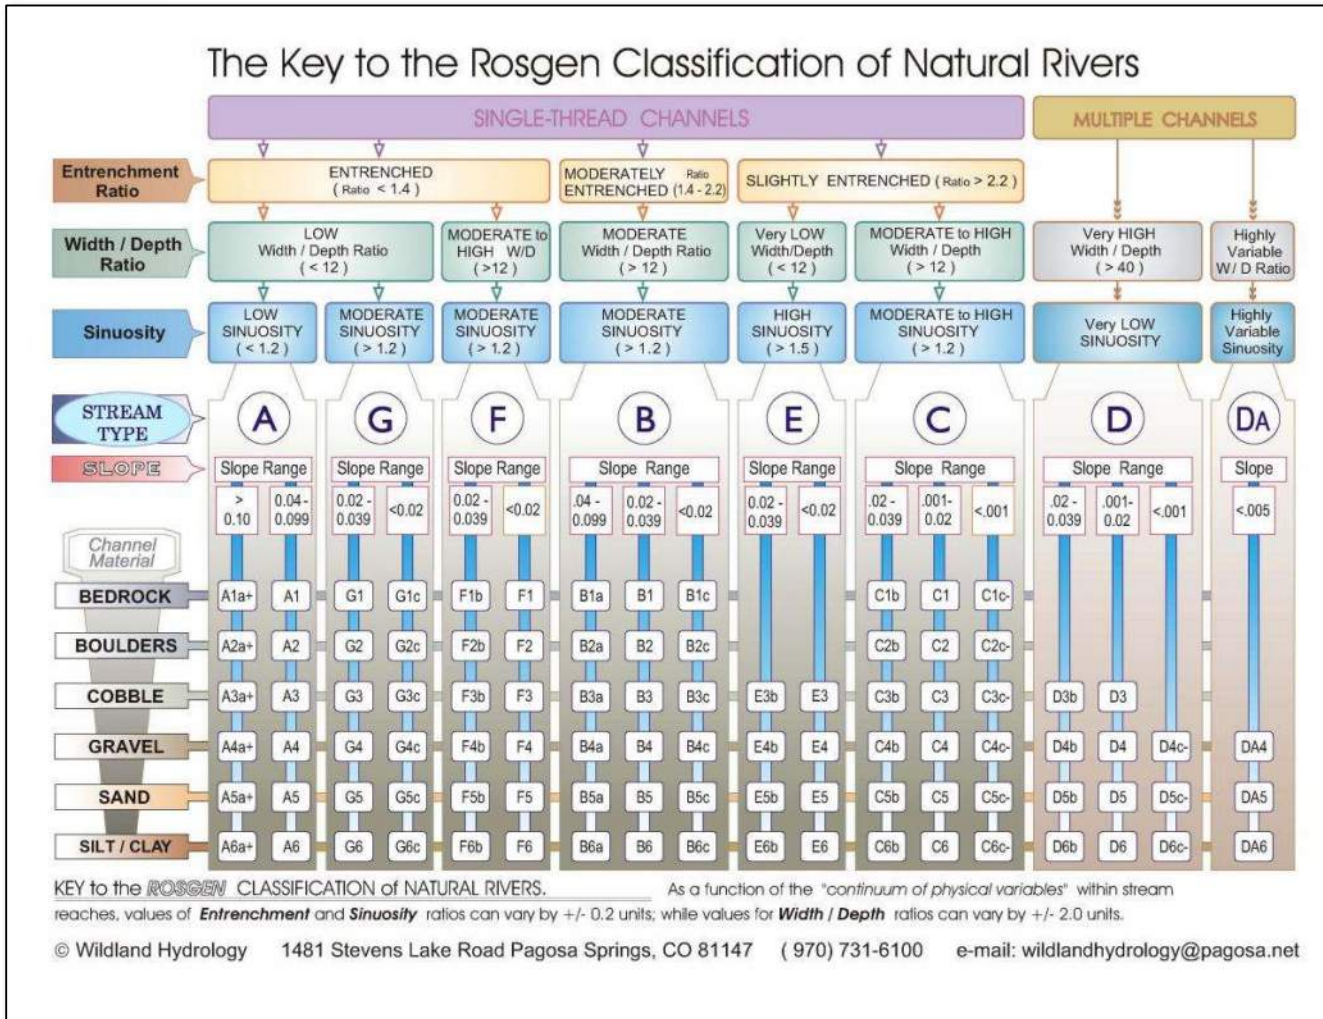 The Key to the Rosgen Classification of Natural Rivers
SINGLE-THREAD CHANNELS
MULTIPLE CHANNELS
Entrenchment
Ratio
ENTRENCHED
( Ratio < 1.4 )
MODERATELY Ratio
ENTRENCHED (1.4 - 2.2)
SLIGHTLY ENTRENCHED ( Ratio > 2.2 )
Width / Depth
Ratio
LOW
Width / Depth Ratio
( < 12 )
MODERATE to
HIGH W/D
( >12 )
MODERATE
Width / Depth Ratio
( > 12 )
Very LOW
Width/Depth
( < 12 )
MODERATE to HIGH
Width / Depth
( > 12 )
Very HIGH
Width / Depth
( > 40 )
Highly
Variable
W / D Ratio
Sinuosity
LOW
SINUOSITY
( < 1.2 )
MODERATE
SINUOSITY
( > 1.2 )
MODERATE
SINUOSITY
( > 1.2 )
MODERATE
SINUOSITY
( > 1.2 )
HIGH
SINUOSITY
( > 1.5 )
MODERATE to HIGH
SINUOSITY
( > 1.2 )
Very LOW
SINUOSITY
Highly
Variable
Sinuosity
STREAM
TYPE
A G F B E C D DA
SLOPE
Slope Range Slope Range Slope Range Slope Range Slope Range Slope Range Slope Range Slope
>
0.10
0.04 -
0.099
0.02 -
0.039
<0.02
0.02 -
0.039
<0.02
.04 -
0.099
0.02 -
0.039
<0.02
0.02 -
0.039
<0.02
.02 -
0.039
.001-
0.02
<.001
.02 -
0.039
.001-
0.02
<.001
<.005
Channel
Material
BEDROCK A1a+ A1 G1 G1c F1b F1 B1a B1 B1c C1b C1 C1c-
BOULDERS A2a+ A2 G2 G2c F2b F2 B2a B2 B2c C2b C2 C2c-
COBBLE A3a+ A3 G3 G3c F3b F3 B3a B3 B3c E3b E3 C3b C3 C3c- D3b D3
GRAVEL A4a+ A4 G4 G4c F4b F4 B4a B4 B4c E4b E4 C4b C4 C4c- D4b D4 D4c- DA4
SAND A5a+ A5 G5 G5c F5b F5 B5a B5 B5c E5b E5 C5b C5 C5c- D5b D5 D5c- DA5
SILT / CLAY A6a+ A6 G6 G6c F6b F6 B6a B6 B6c E6b E6 C6b C6 C6c- D6b D6 D6c- DA6
KEY to the ROSGEN CLASSIFICATION of NATURAL RIVERS. As a function of the "continuum of physical variables" within stream
reaches, values of Entrenchment and Sinuosity ratios can vary by +/- 0.2 units; while values for Width / Depth ratios can vary by +/- 2.0 units.
© Wildland Hydrology 1481 Stevens Lake Road Pagosa Springs, CO 81147 ( 970) 731-6100 e-mail: wildlandhydrology@pagosa.net